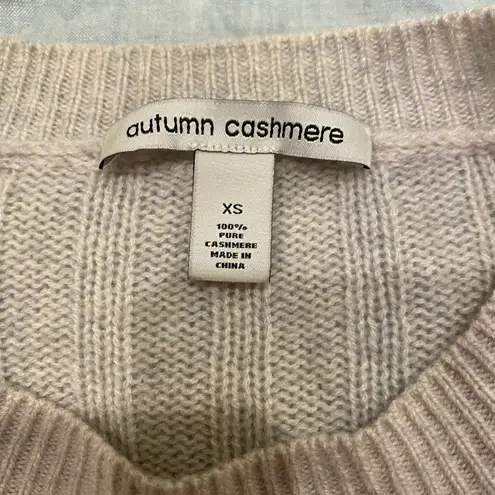 autumn cashmere
XS
100%
PURE
CASHMERE
MADE IN
CHINA